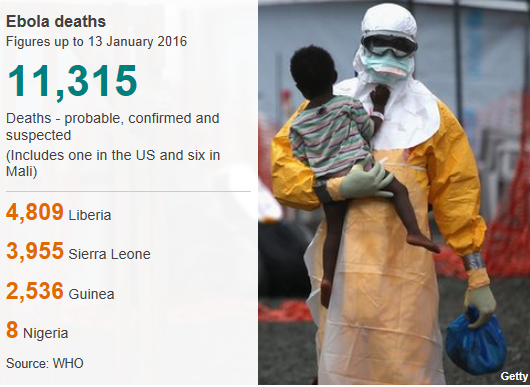 Ebola deaths
Figures up to 13 January 2016
11,315
Deaths - probable, confirmed and
suspected
(Includes one in the US and six in
Mali)
4,809 Liberia
3,955 Sierra Leone
2,536 Guinea
8 Nigeria
Source: WHO
Getty